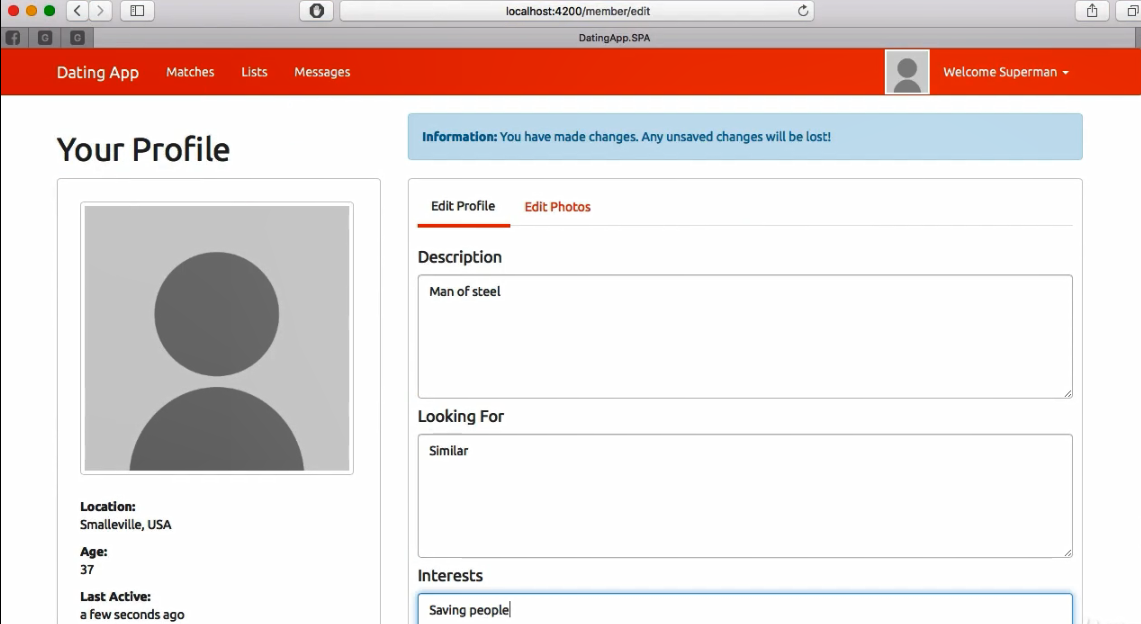 localhost:4200/member/edit
DatingApp.SPA
Dating App Matches Lists Messages Welcome Superman
Your Profile
Information: You have made changes. Any unsaved changes will be lost!
Edit Profile Edit Photos
Description
Man of steel
Looking For
Similar
Interests
Saving people
Location:
Smalleville, USA
Age:
37
Last Active:
a few seconds ago